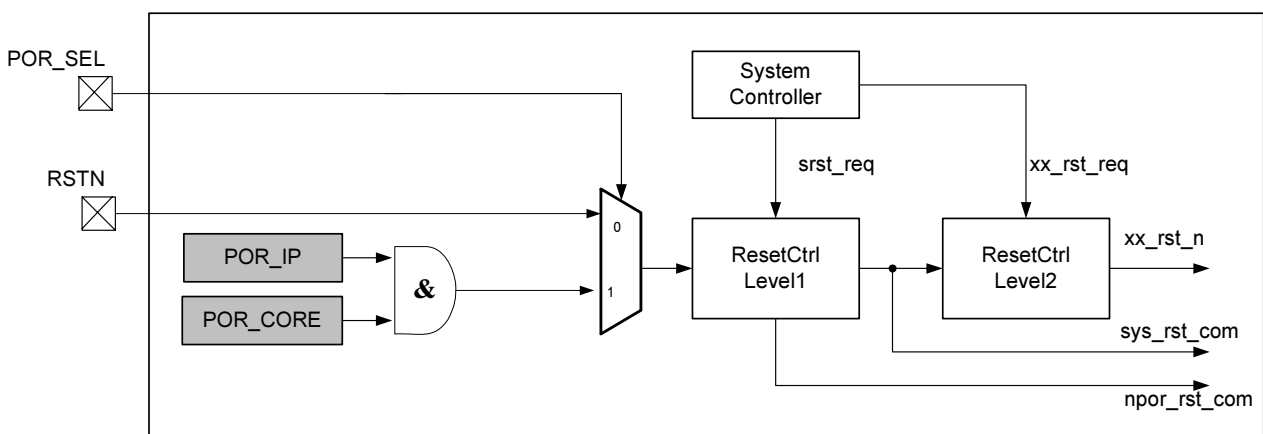 POR_SEL
System
Controller
RSTN
srst_req
xx_rst_req
0
POR_IP
ResetCtrl
Level1
ResetCtrl
Level2
xx_rst_n
&
1
POR_CORE
sys_rst_com
npor_rst_com